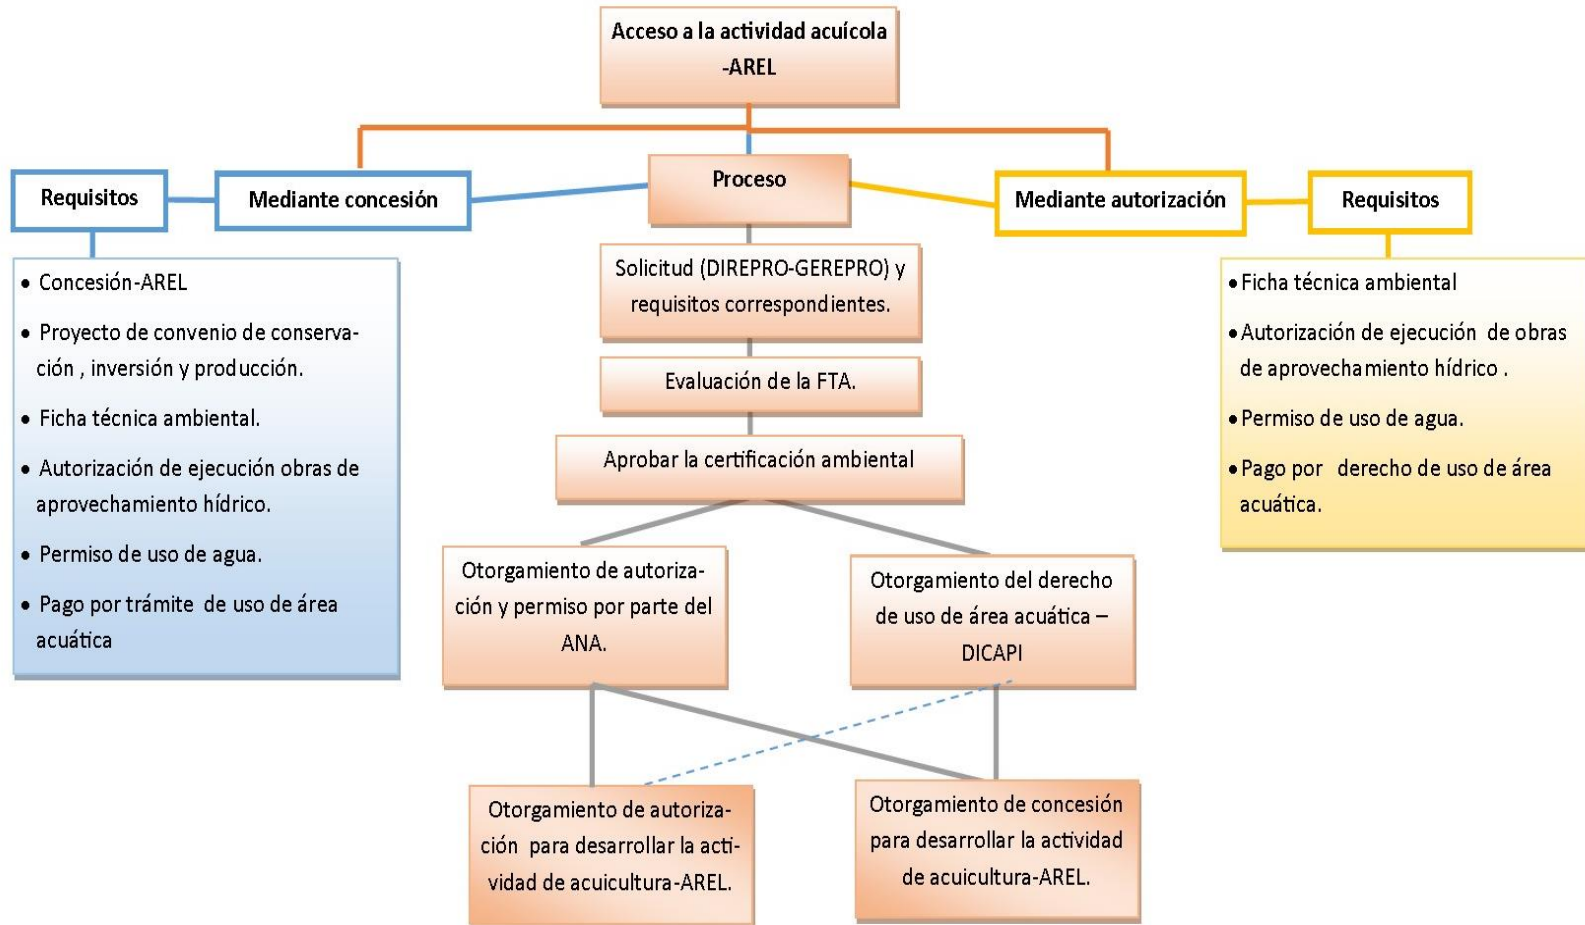 Acceso a la actividad acuícola
-AREL
Requisitos
Mediante concesión
Proceso
Mediante autorización
Requisitos
• Concesión-AREL
• Proyecto de convenio de conserva-
ción , inversión y producción.
• Ficha técnica ambiental.
• Autorización de ejecución obras de
aprovechamiento hídrico.
• Permiso de uso de agua.
• Pago por trámite de uso de área
acuática
Solicitud (DIREPRO-GEREPRO) y
requisitos correspondientes.
Evaluación de la FTA.
Aprobar la certificación ambiental
Otorgamiento de autoriza-
ción y permiso por parte del
ANA.
Otorgamiento del derecho
de uso de área acuática –
DICAPI
Otorgamiento de autoriza-
ción para desarrollar la acti-
vidad de acuicultura-AREL.
Otorgamiento de concesión
para desarrollar la actividad
de acuicultura-AREL.
• Ficha técnica ambiental
• Autorización de ejecución de obras
de aprovechamiento hídrico .
• Permiso de uso de agua.
• Pago por derecho de uso de área
acuática.